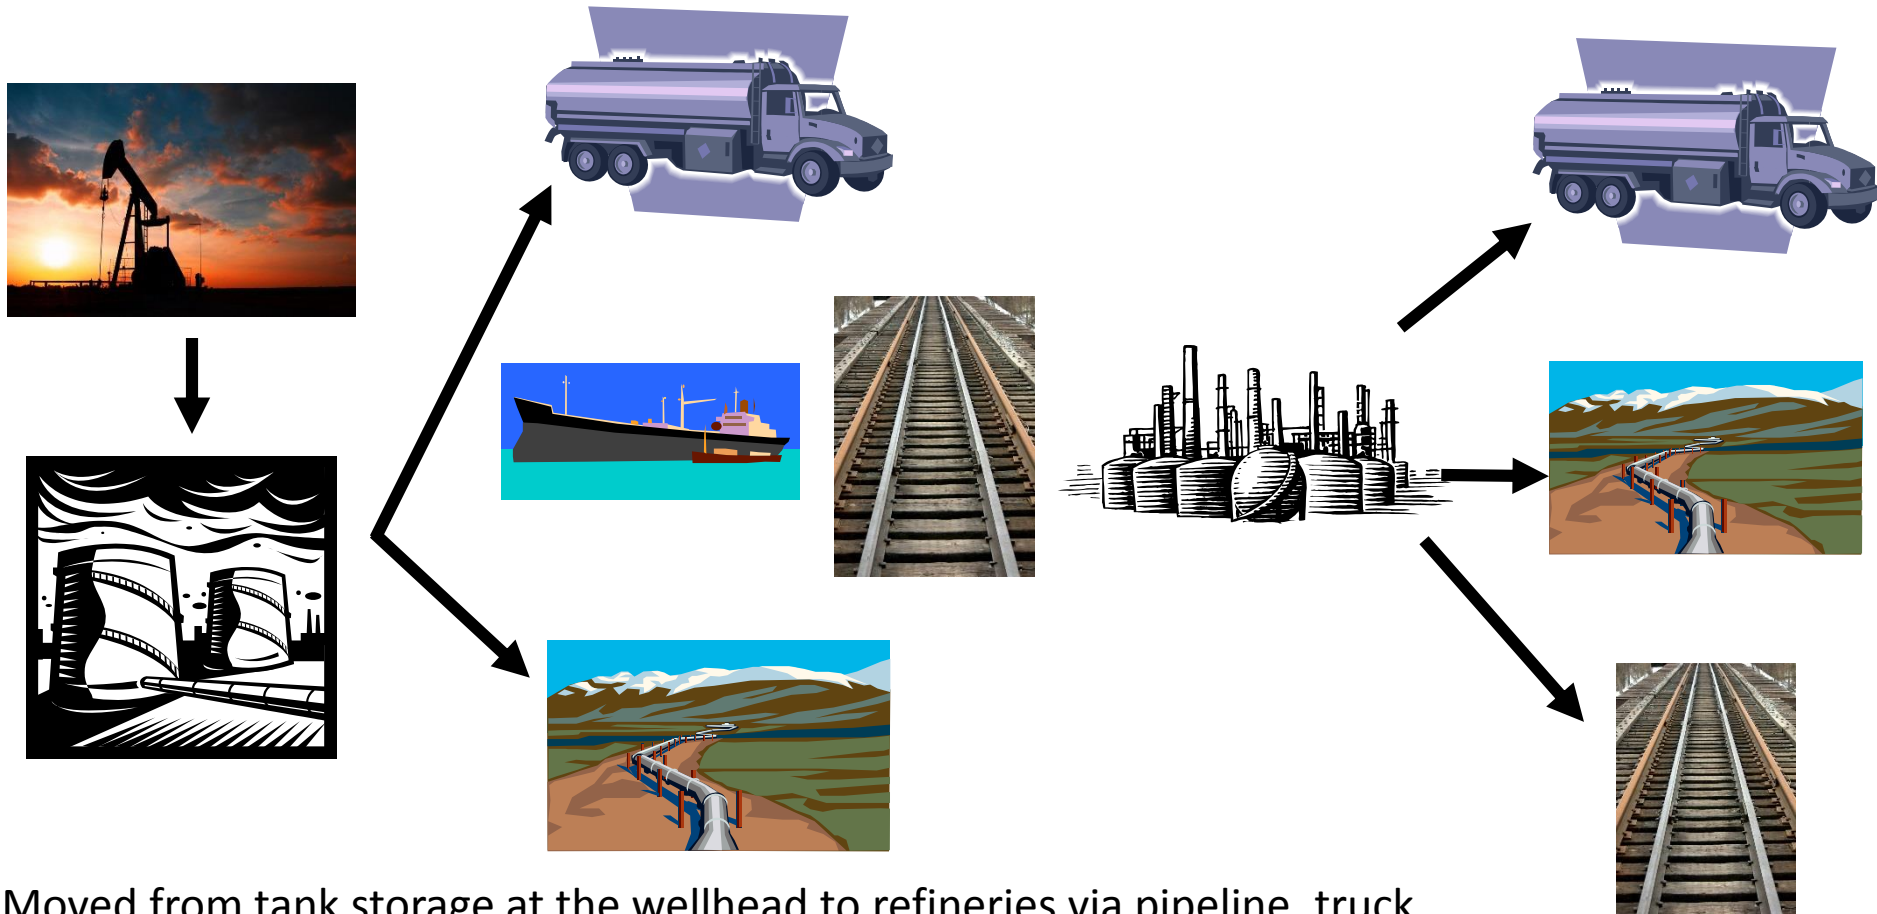 Moved from tank storage at the wellhead to refineries via pipeline, truck,